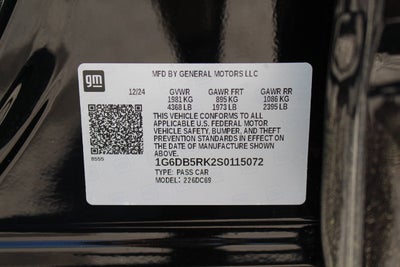 gm
MFD BY GENERAL MOTORS LLC
12/24 GVWR GAWR FRT GAWR RR
1981 KG 895 KG 1086 KG
4368 LB 1973 LB 2395 LB
THIS VEHICLE CONFORMS TO ALL
APPLICABLE U.S. FEDERAL MOTOR
VEHICLE SAFETY, BUMPER, AND THEFT
PREVENTION STANDARDS IN EFFECT ON
THE DATE OF MANUFACTURE SHOWN
ABOVE.
1G6DB5RK2S0115072
TYPE: PASS CAR
MODEL: 226DC69